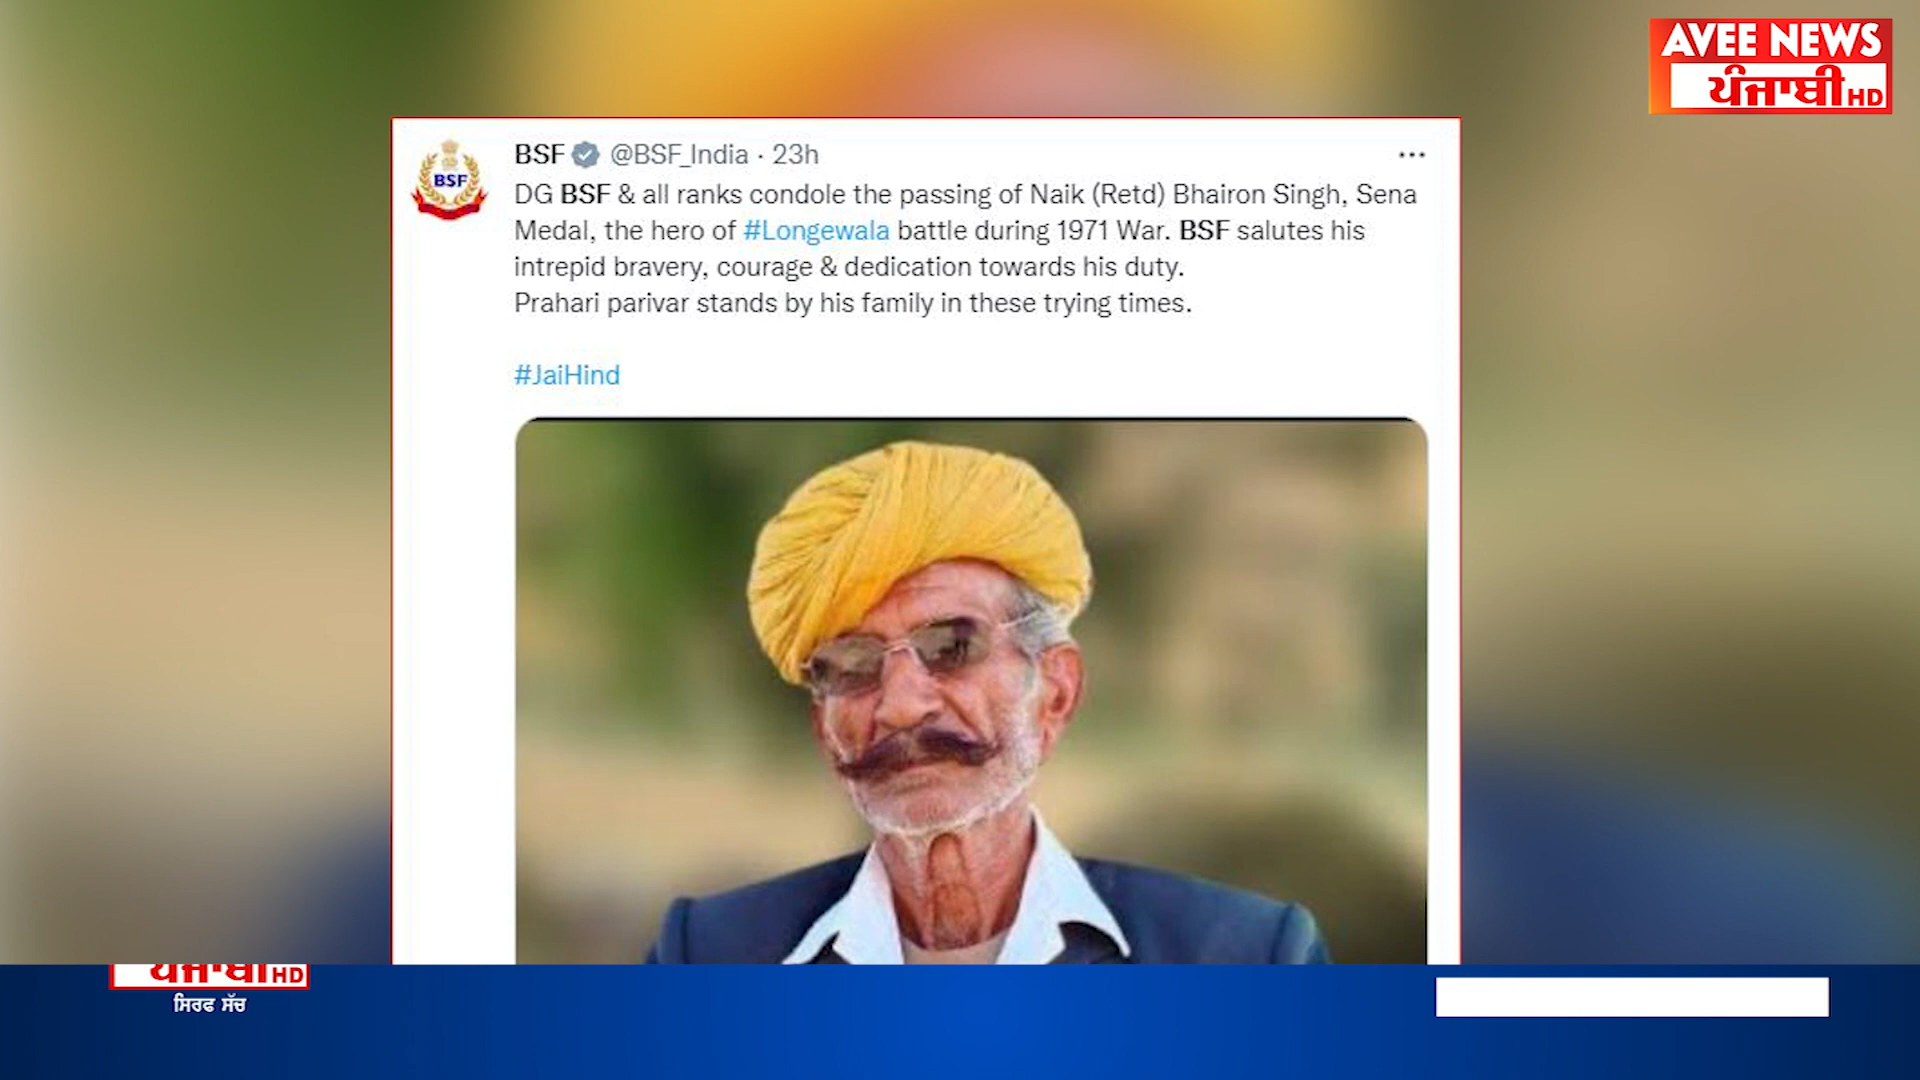 AVEE NEWS
ਪੰਜਾਬੀ HD
BSF @BSF_India · 23h
BSF
DG BSF & all ranks condole the passing of Naik (Retd) Bhairon Singh, Sena
Medal, the hero of #Longewala battle during 1971 War. BSF salutes his
intrepid bravery, courage & dedication towards his duty.
Prahari parivar stands by his family in these trying times.
#JaiHind
ਪੰਜਾਬੀ HD
ਸਿਰਫ ਸੱਚ